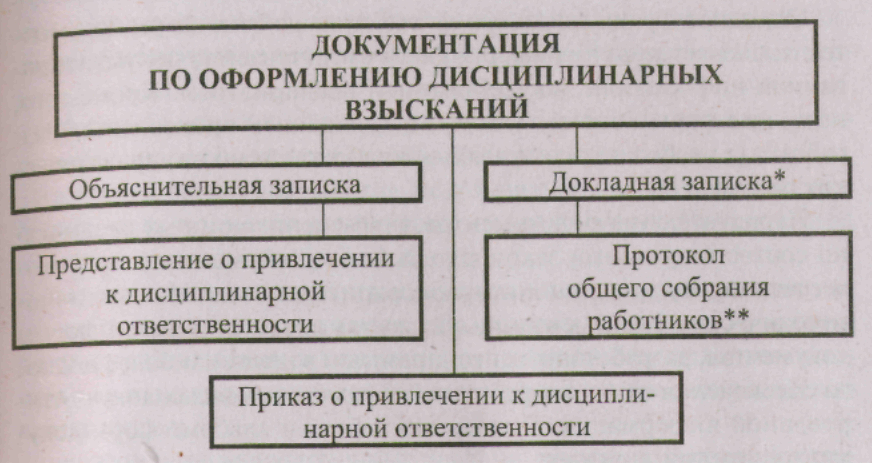 ДОКУМЕНТАЦИЯ
ПО ОФОРМЛЕНИЮ ДИСЦИПЛИНАРНЫХ
ВЗЫСКАНИЙ
Объяснительная записка
Докладная записка*
Представление о привлечении
к дисциплинарной
ответственности
Протокол
общего собрания
работников**
Приказ о привлечении к дисципли-
нарной ответственности